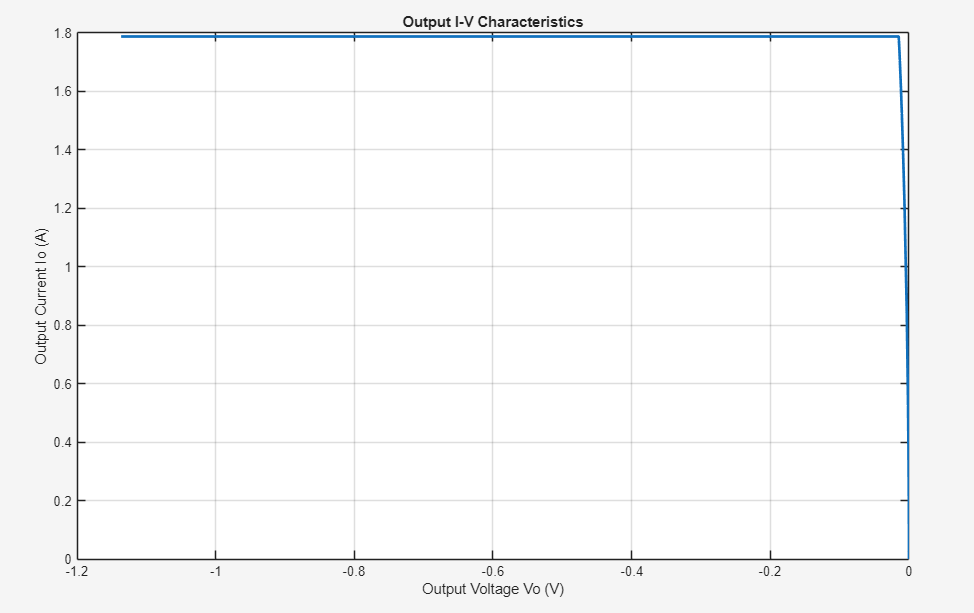 Output I-V Characteristics
1.8
1.6
1.4
1.2
1
0.8
0.6
0.4
0.2
0
Output Current Io (A)
-1.2 -1 -0.8 -0.6 -0.4 -0.2 0
Output Voltage Vo (V)